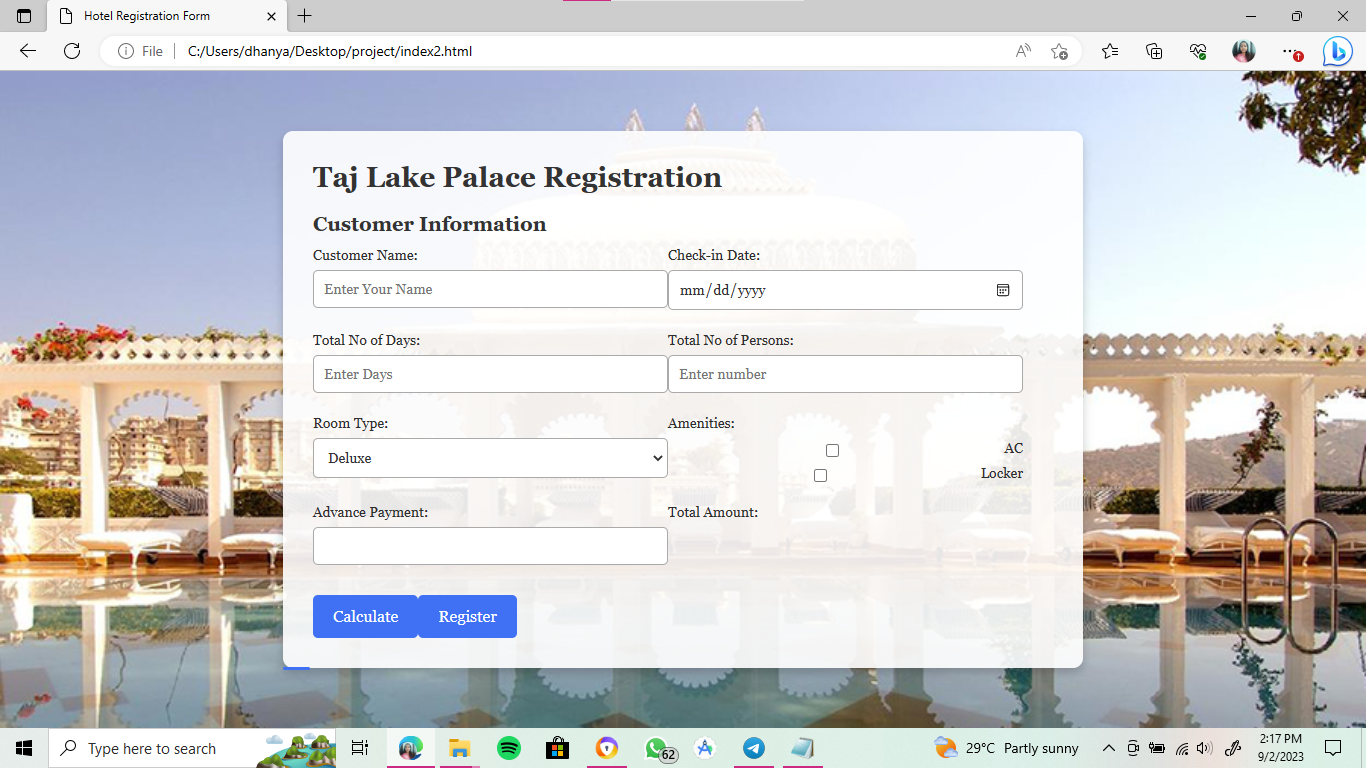 Hotel Registration Form
File
C:/Users/dhanya/Desktop/project/index2.html
Taj Lake Palace Registration
Customer Information
Customer Name: Check-in Date:
Enter Your Name mm/dd/yyyy
Total No of Days: Total No of Persons:
Enter Days Enter number
Room Type: Amenities:
Deluxe AC
Locker
Advance Payment: Total Amount:
Calculate Register
Type here to search
62
29°C Partly sunny
2:17 PM
9/2/2023